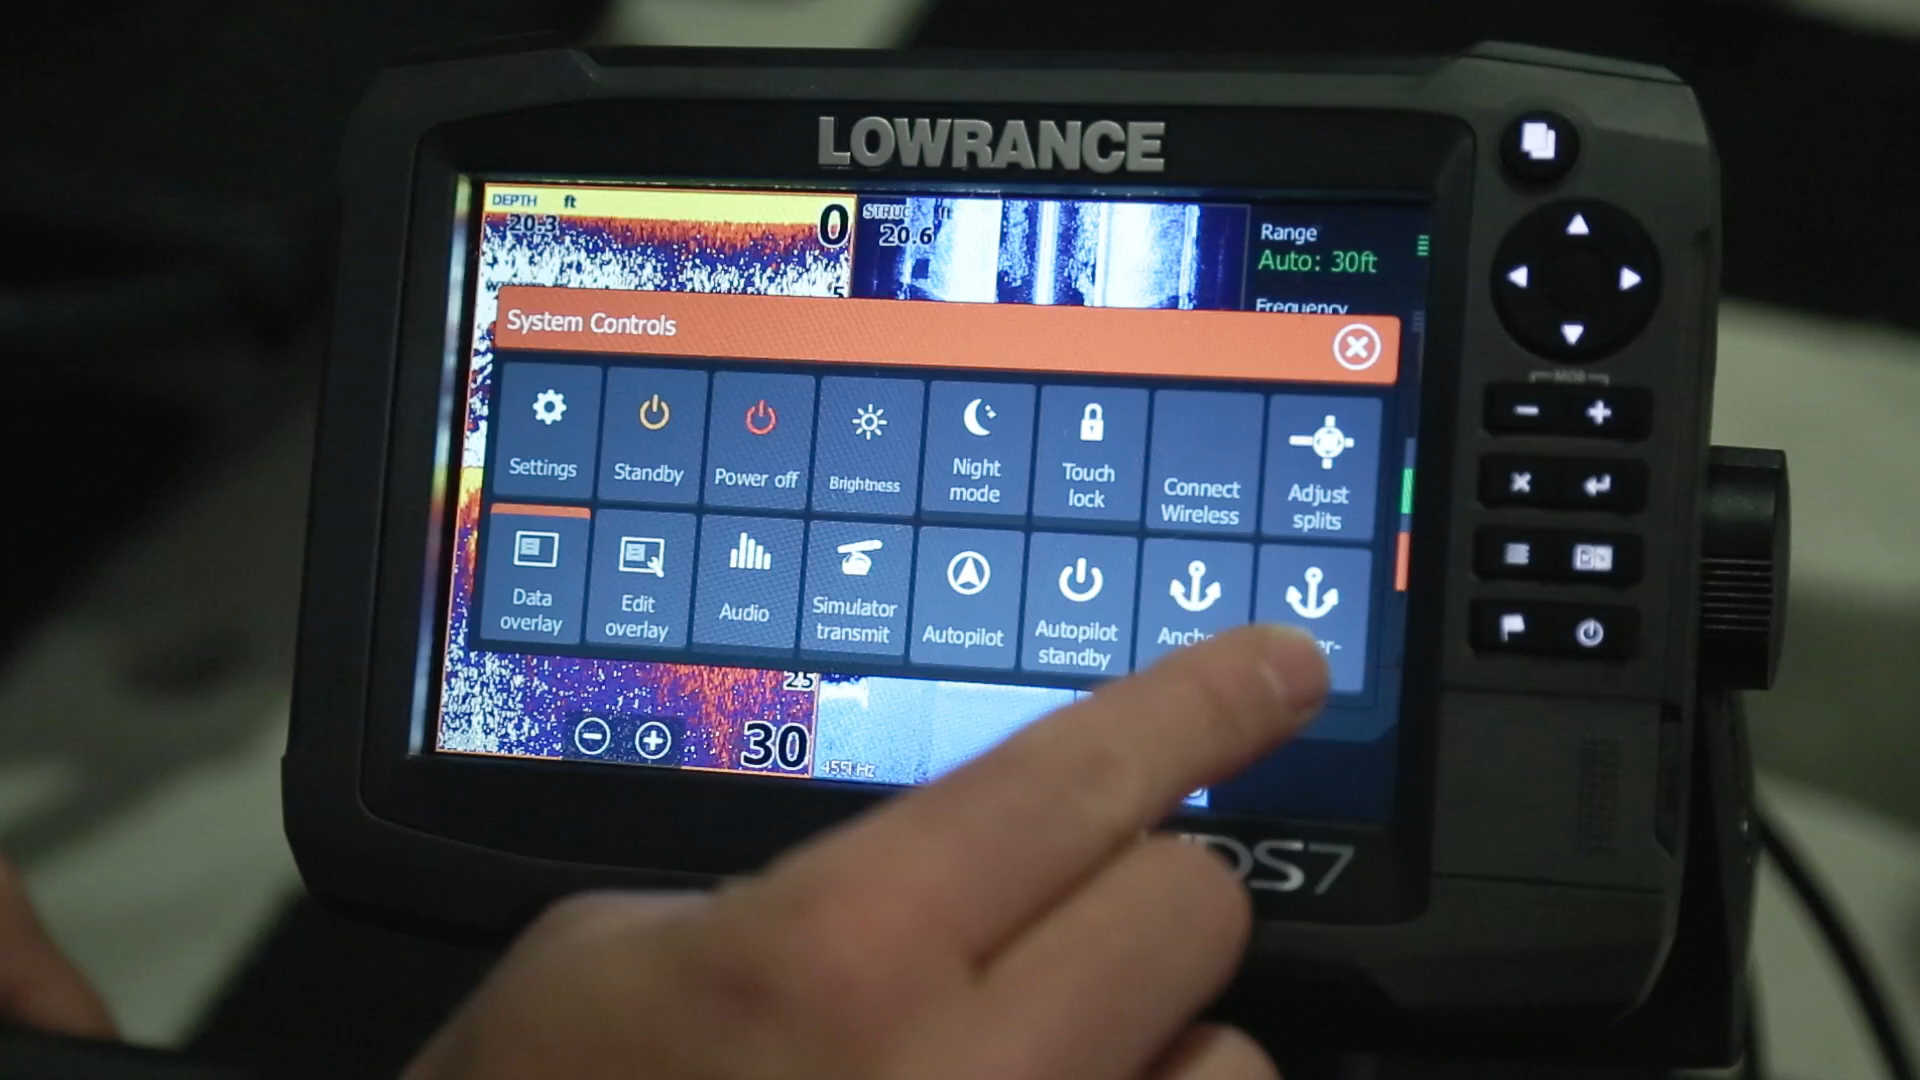 LOWRANCE
DEPTH ft
20.3
0
5
STRUC ft
20.6
Range
Auto: 30ft
Frequency
System Controls
Settings
Standby
Power off
Brightness
Night
mode
Touch
lock
Connect
Wireless
Adjust
splits
Data
overlay
Edit
overlay
Audio
Simulator
transmit
Autopilot
Autopilot
standby
25
30
MOB